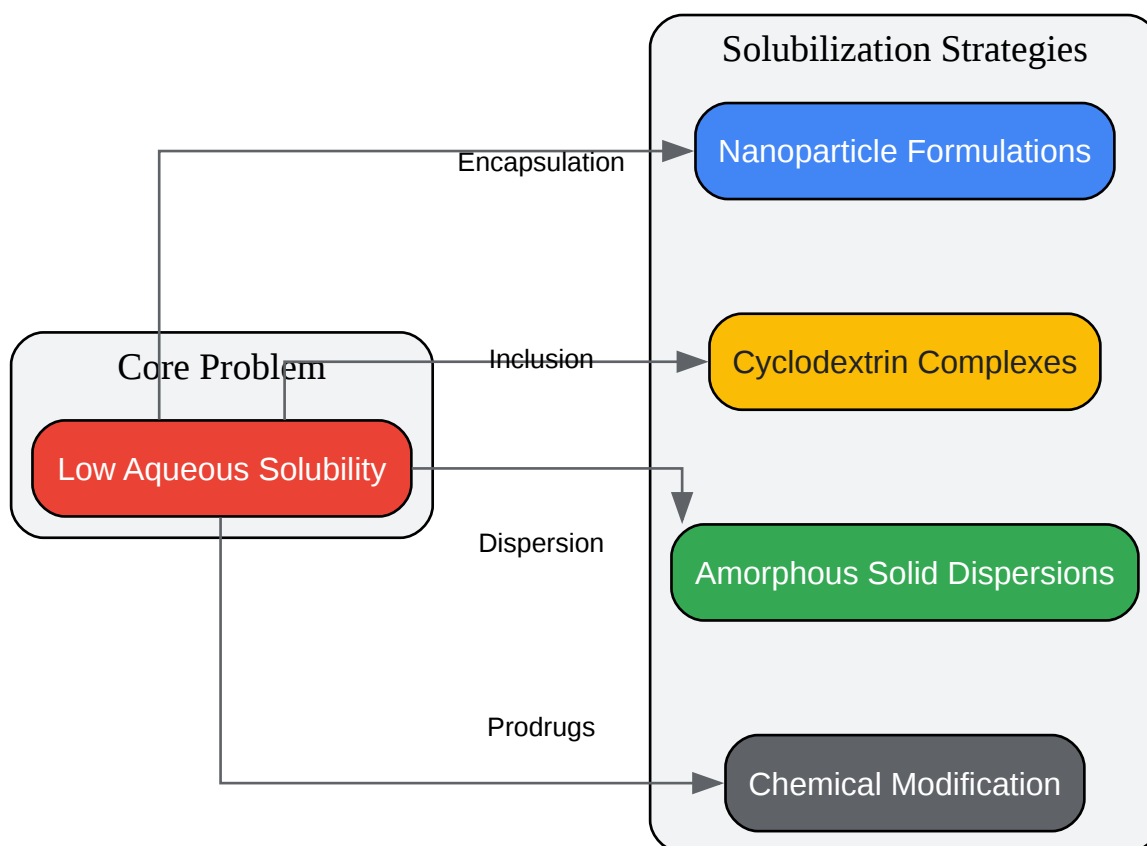 Solubilization Strategies
Nanoparticle Formulations
Encapsulation
Core Problem
Inclusion
Cyclodextrin Complexes
Low Aqueous Solubility
Dispersion
Amorphous Solid Dispersions
Prodrugs
Chemical Modification